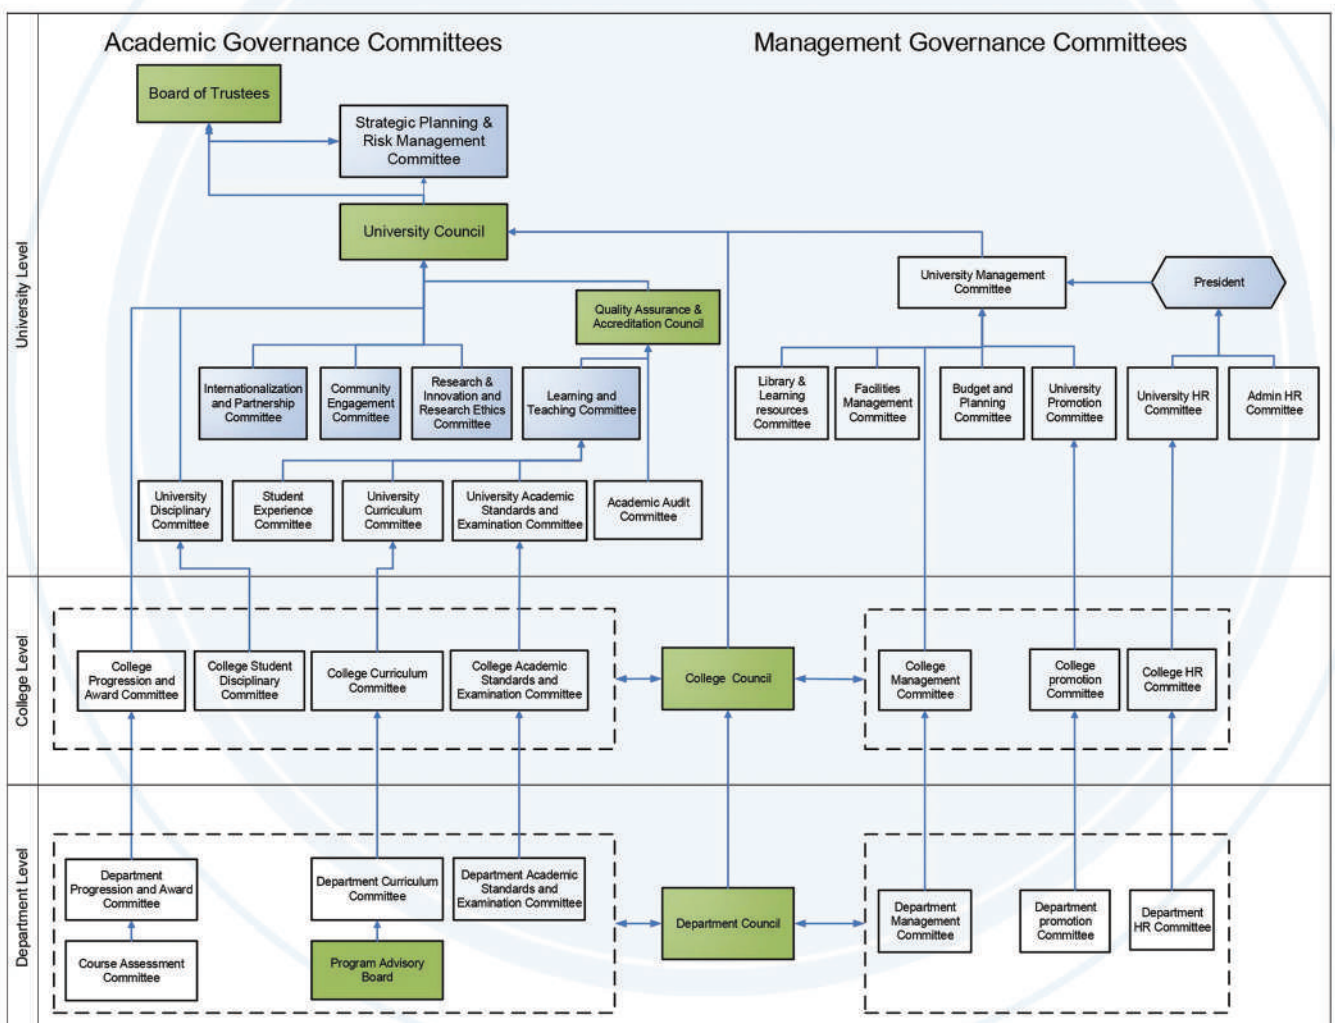 Academic Governance Committees
Management Governance Committees
University Level
Board of Trustees
Strategic Planning &
Risk Management
Committee
University Council
University Management
Committee
President
Quality Assurance &
Accreditation Council
Internationalization
and Partnership
Committee
Community
Engagement
Committee
Research &
Innovation and
Research Ethics
Committee
Learning and
Teaching Committee
Library &
Learning
resources
Committee
Facilities
Management
Committee
Budget and
Planning
Committee
University
Promotion
Committee
University HR
Committee
Admin HR
Committee
University
Disciplinary
Committee
Student
Experience
Committee
University
Curriculum
Committee
University Academic
Standards and
Examination Committee
Academic Audit
Committee
College Level
College
Progression and
Award Committee
College Student
Disciplinary
Committee
College Curriculum
Committee
College Academic
Standards and
Examination Committee
College Council
College
Management
Committee
College
promotion
Committee
College HR
Committee
Department Level
Department
Progression and Award
Committee
Department Curriculum
Committee
Department Academic
Standards and
Examination Committee
Department Council
Department
Management
Committee
Department
promotion
Committee
Department
HR Committee
Course Assessment
Committee
Program Advisory
Board